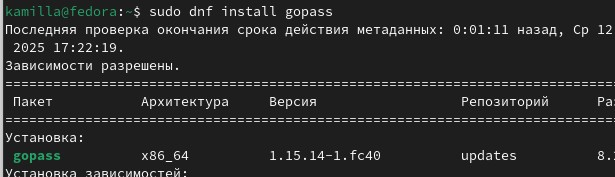 kamilla@fedora:~$ sudo dnf install gopass
Последняя проверка окончания срока действия метаданных: 0:01:11 назад, Ср 12
2025 17:22:19.
Зависимости разрешены.
================================================================================
Пакет Архитектура Версия Репозиторий Ра
================================================================================
Установка:
gopass x86_64 1.15.14-1.fc40 updates 8.
Установка зависимостей: